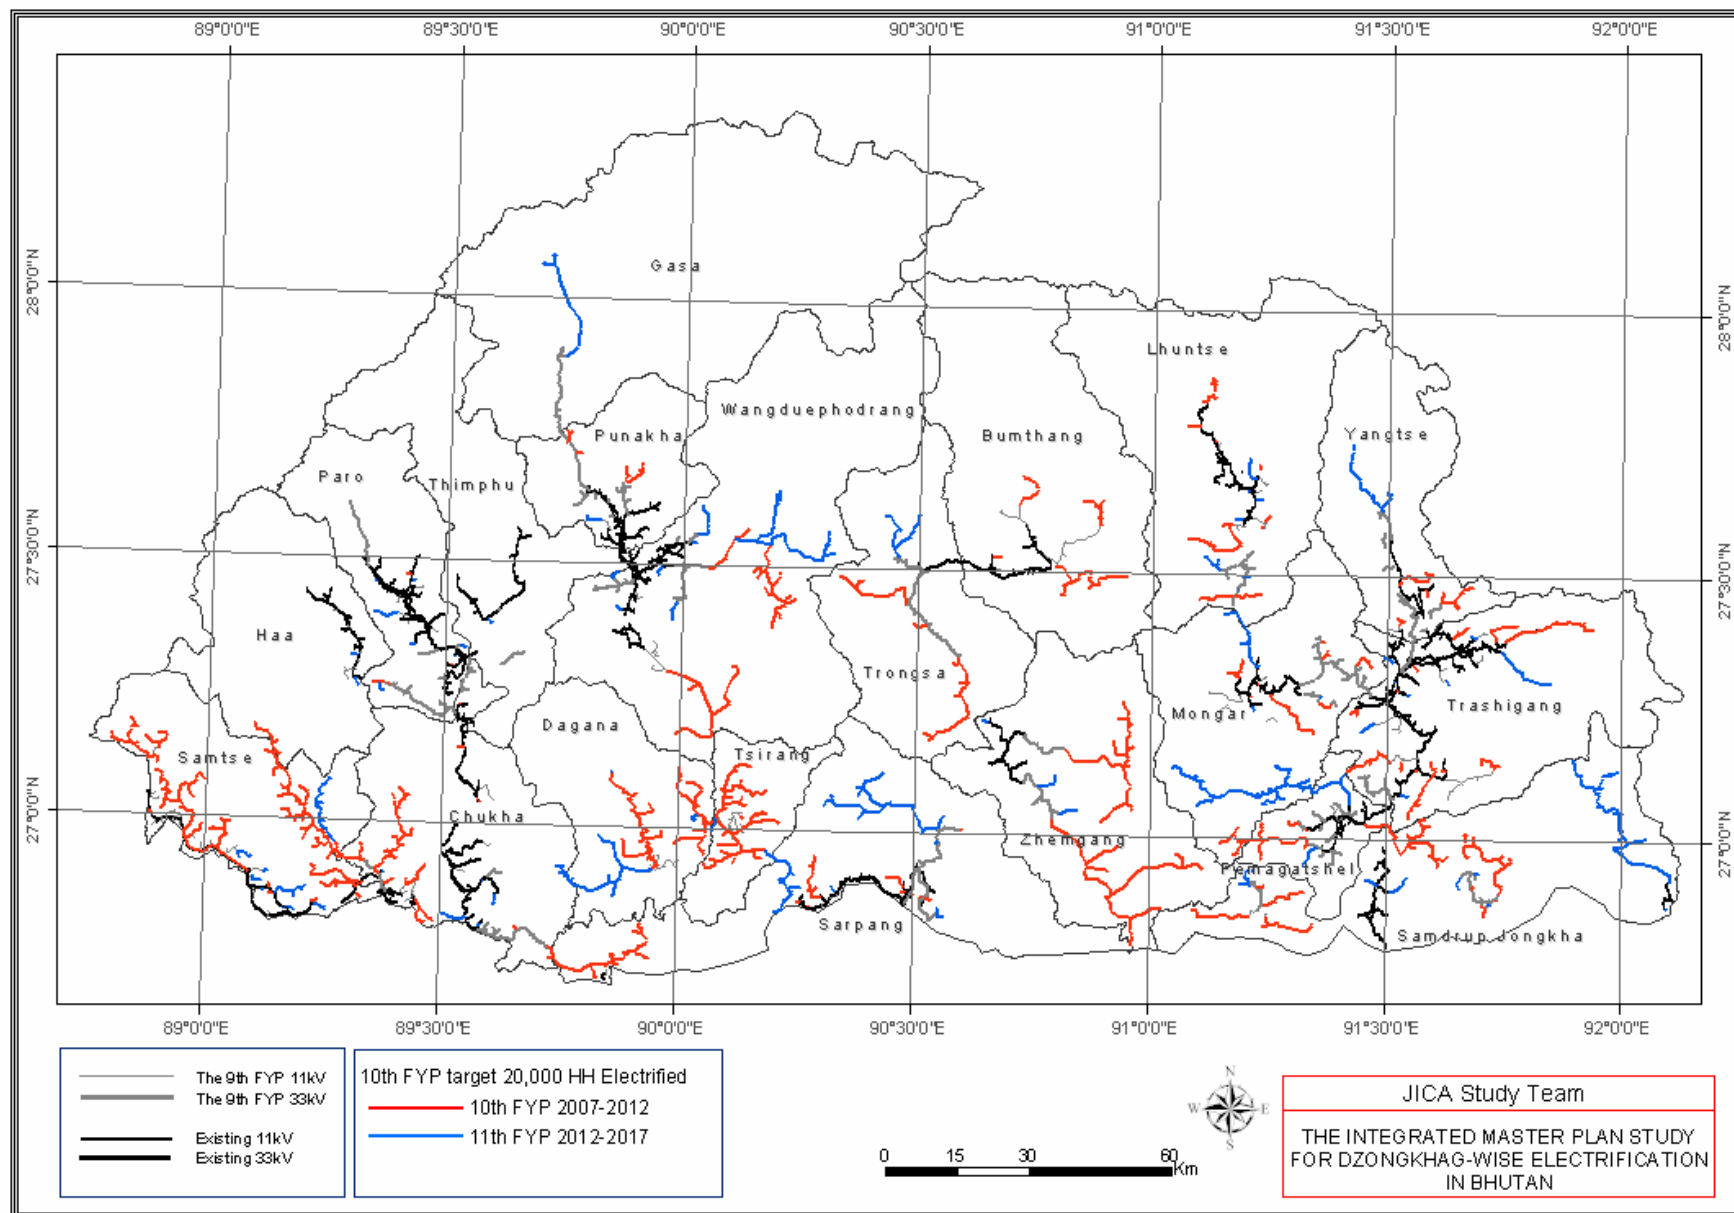 89°0'0"E
89°30'0"E
90°0'0"E
90°30'0"E
91°0'0"E
91°30'0"E
92°0'0"E
28°0'0"N
28°0'0"N
27°30'0"N
27°30'0"N
27°0'0"N
27°0'0"N
Gasa
Lhuntse
Wangduephodrang
Punakha
Bumthang
Yangtse
Paro
Thimphu
Haa
Trongsa
Mongar
Trashigang
Dagana
Tsirang
Samtse
Chukha
Zhemgang
Pemagatshel
Sarpang
Samdrup Jongkha
89°0'0"E
89°30'0"E
90°0'0"E
90°30'0"E
91°0'0"E
91°30'0"E
92°0'0"E
The 9th FYP 11kV
The 9th FYP 33kV
Existing 11kV
Existing 33kV
10th FYP target 20,000 HH Electrified
10th FYP 2007-2012
11th FYP 2012-2017
N
W
E
S
0 15 30 60
Km
JICA Study Team
THE INTEGRATED MASTER PLAN STUDY
FOR DZONGKHAG-WISE ELECTRIFICATION
IN BHUTAN